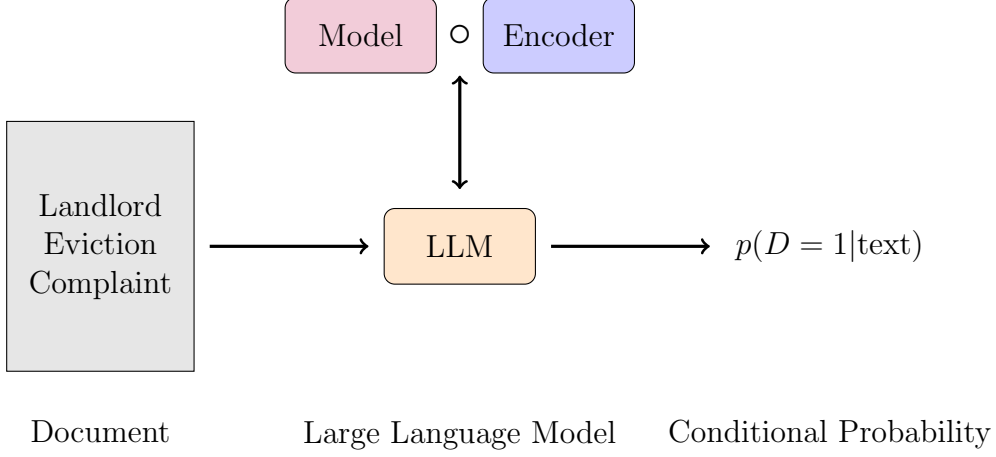 Model ∘ Encoder
Landlord
Eviction
Complaint
LLM
p(D = 1|text)
Document
Large Language Model
Conditional Probability